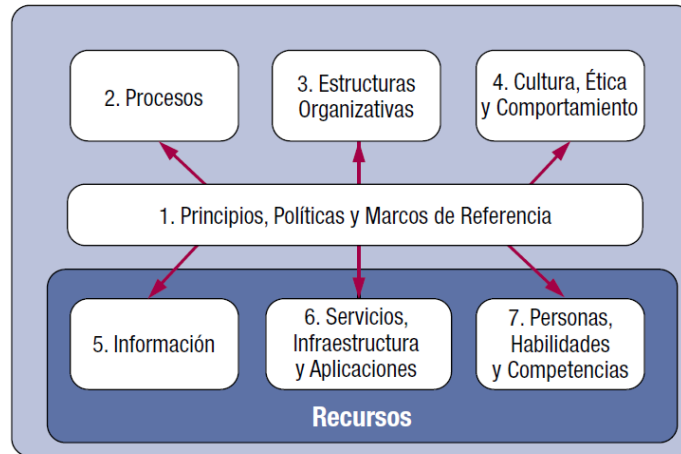 2. Procesos
3. Estructuras
Organizativas
4. Cultura, Ética
y Comportamiento
1. Principios, Políticas y Marcos de Referencia
5. Información
6. Servicios,
Infraestructura
y Aplicaciones
7. Personas,
Habilidades
y Competencias
Recursos